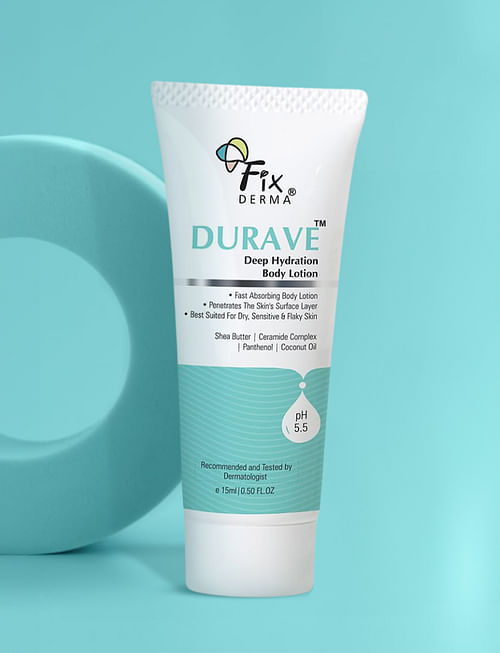 Fix
DERMA®
DURAVE™
Deep Hydration
Body Lotion
• Fast Absorbing Body Lotion
• Penetrates The Skin's Surface Layer
• Best Suited For Dry, Sensitive & Flaky Skin
Shea Butter | Ceramide Complex
| Panthenol | Coconut Oil
pH
5.5
Recommended and Tested by
Dermatologist
e 15ml|0.50 FL.OZ